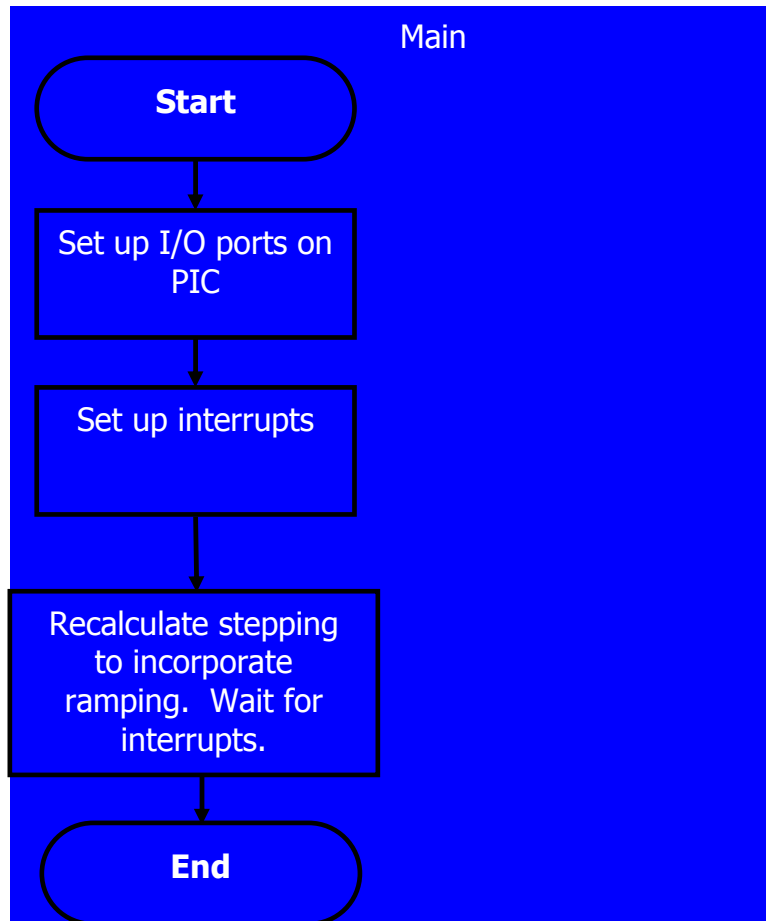 Main
Start
Set up I/O ports on
PIC
Set up interrupts
Recalculate stepping
to incorporate
ramping.  Wait for
interrupts.
End